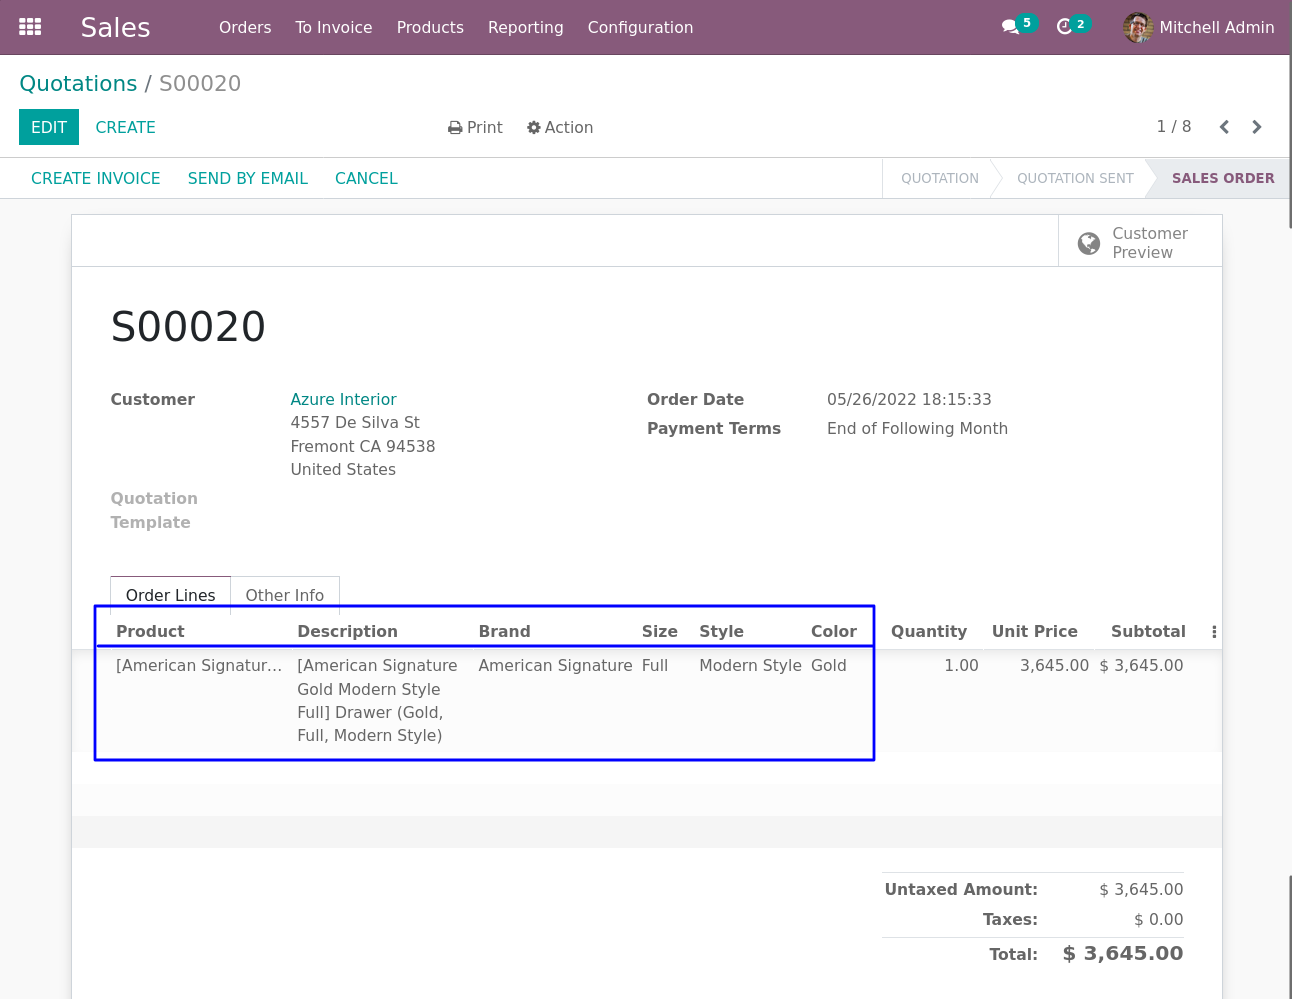 Sales Orders To Invoice Products Reporting Configuration 5 2 Mitchell Admin
Quotations / S00020
EDIT CREATE Print Action 1 / 8
CREATE INVOICE SEND BY EMAIL CANCEL QUOTATION QUOTATION SENT SALES ORDER
Customer
Preview
S00020
Customer Azure Interior Order Date 05/26/2022 18:15:33
4557 De Silva St Payment Terms End of Following Month
Fremont CA 94538
United States
Quotation
Template
Order Lines Other Info
Product Description Brand Size Style Color Quantity Unit Price Subtotal
[American Signatur... [American Signature American Signature Full Modern Style Gold 1.00 3,645.00 $ 3,645.00
Gold Modern Style
Full] Drawer (Gold,
Full, Modern Style)
Untaxed Amount: $ 3,645.00
Taxes: $ 0.00
Total: $ 3,645.00